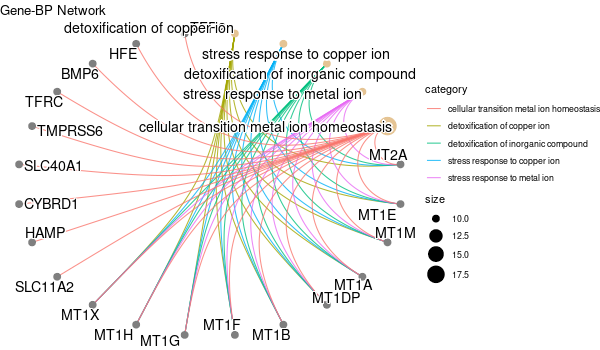 Gene-BP Network
detoxification of copper ion
HFE
stress response to copper ion
BMP6
detoxification of inorganic compound
TFRC
stress response to metal ion
TMPRSS6
cellular transition metal ion homeostasis
MT2A
SLC40A1
CYBRD1
MT1E
HAMP
MT1M
SLC11A2
MT1A
MT1DP
MT1X
MT1F
MT1B
MT1H
MT1G
category
cellular transition metal ion homeostasis
detoxification of copper ion
detoxification of inorganic compound
stress response to copper ion
stress response to metal ion
size
10.0
12.5
15.0
17.5